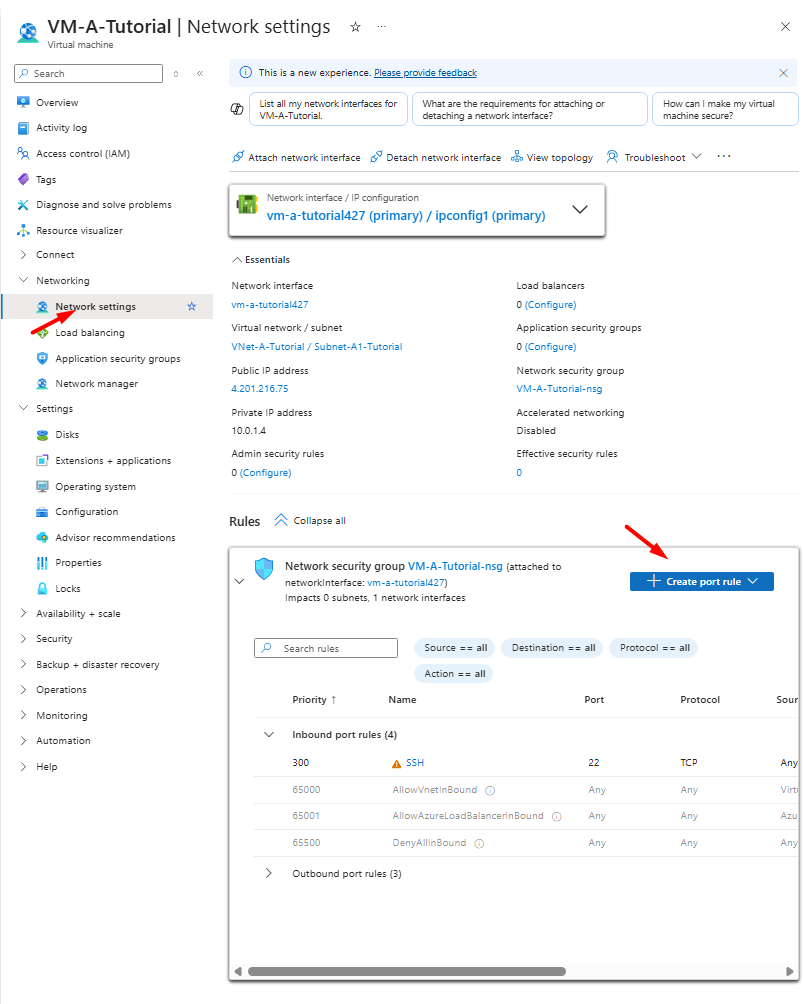 VM-A-Tutorial | Network settings
Virtual machine
Search
Overview
Activity log
Access control (IAM)
Tags
Diagnose and solve problems
Resource visualizer
Connect
Networking
Network settings
Load balancing
Application security groups
Network manager
Settings
Disks
Extensions + applications
Operating system
Configuration
Advisor recommendations
Properties
Locks
Availability + scale
Security
Backup + disaster recovery
Operations
Monitoring
Automation
Help
This is a new experience. Please provide feedback
List all my network interfaces for
VM-A-Tutorial.
What are the requirements for attaching or
detaching a network interface?
How can I make my virtual
machine secure?
Attach network interface
Detach network interface
View topology
Troubleshoot
Network interface / IP configuration
vm-a-tutorial427 (primary) / ipconfig1 (primary)
Essentials
Network interface
vm-a-tutorial427
Virtual network / subnet
VNet-A-Tutorial / Subnet-A1-Tutorial
Public IP address
4.201.216.75
Private IP address
10.0.1.4
Admin security rules
0 (Configure)
Load balancers
0 (Configure)
Application security groups
0 (Configure)
Network security group
VM-A-Tutorial-nsg
Accelerated networking
Disabled
Effective security rules
0
Rules
Collapse all
Network security group VM-A-Tutorial-nsg (attached to
networkInterface: vm-a-tutorial427)
Impacts 0 subnets, 1 network interfaces
Create port rule
Search rules
Source == all
Destination == all
Protocol == all
Action == all
Priority ↑ Name Port Protocol Sour
Inbound port rules (4)
300 SSH 22 TCP Any
65000 AllowVnetInBound Any Any Virtu
65001 AllowAzureLoadBalancerInBound Any Any Azu
65500 DenyAllInBound Any Any Any
Outbound port rules (3)